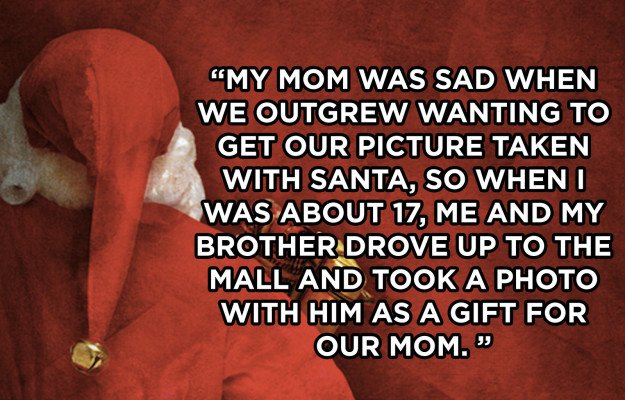 “MY MOM WAS SAD WHEN
WE OUTGREW WANTING TO
GET OUR PICTURE TAKEN
WITH SANTA, SO WHEN I
WAS ABOUT 17, ME AND MY
BROTHER DROVE UP TO THE
MALL AND TOOK A PHOTO
WITH HIM AS A GIFT FOR
OUR MOM. ”